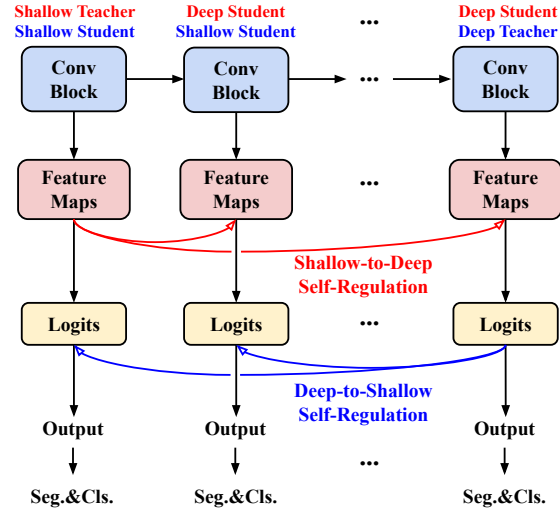 Shallow Teacher Deep Student ... Deep Student
Shallow Student Shallow Student Deep Teacher
Conv Block Conv Block ... Conv Block
Feature Maps Feature Maps ... Feature Maps
Shallow-to-Deep
Self-Regulation
Logits Logits ... Logits
Deep-to-Shallow
Self-Regulation
Output Output Output
Seg.&Cls. Seg.&Cls. ... Seg.&Cls.